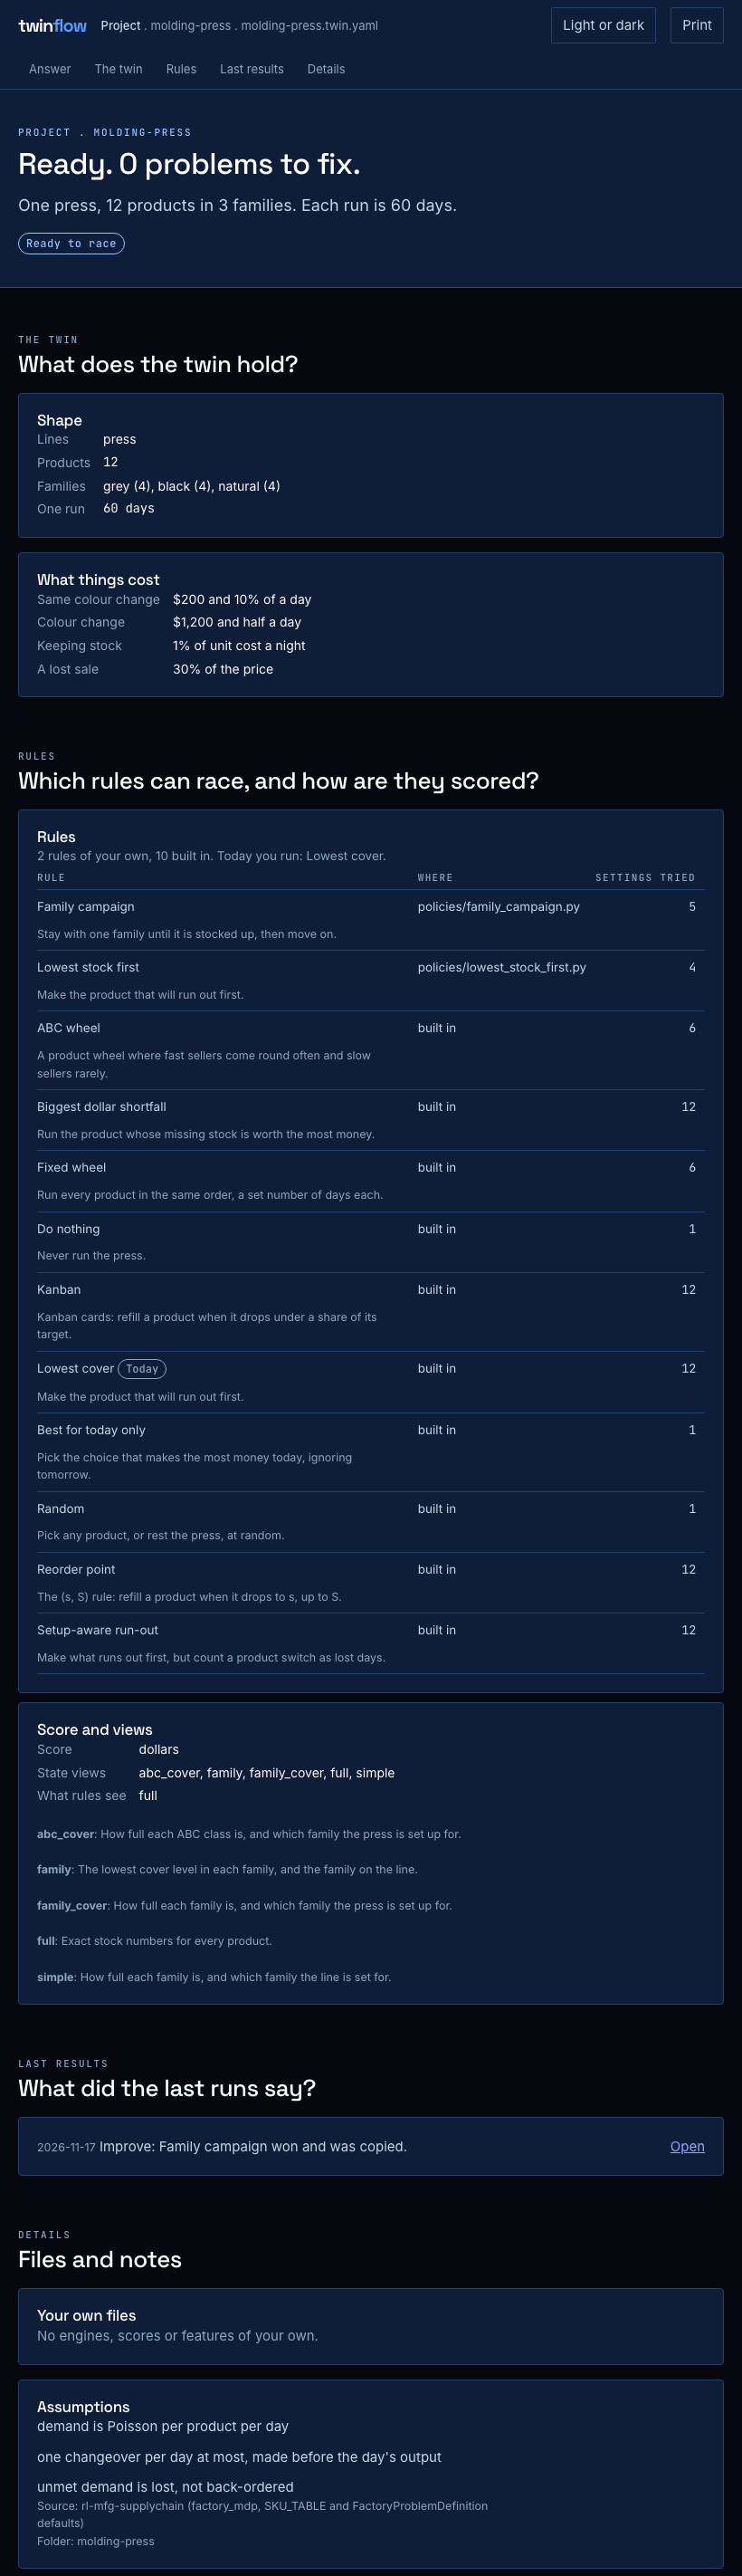 twinflow Project . molding-press . molding-press.twin.yaml Light or dark Print
Answer The twin Rules Last results Details
PROJECT . MOLDING-PRESS
Ready. 0 problems to fix.
One press, 12 products in 3 families. Each run is 60 days.
Ready to race
THE TWIN
What does the twin hold?
Shape
Lines press
Products 12
Families grey (4), black (4), natural (4)
One run 60 days
What things cost
Same colour change $200 and 10% of a day
Colour change $1,200 and half a day
Keeping stock 1% of unit cost a night
A lost sale 30% of the price
RULES
Which rules can race, and how are they scored?
Rules
2 rules of your own, 10 built in. Today you run: Lowest cover.
RULE WHERE SETTINGS TRIED
Family campaign policies/family_campaign.py 5
Stay with one family until it is stocked up, then move on.
Lowest stock first policies/lowest_stock_first.py 4
Make the product that will run out first.
ABC wheel built in 6
A product wheel where fast sellers come round often and slow
sellers rarely.
Biggest dollar shortfall built in 12
Run the product whose missing stock is worth the most money.
Fixed wheel built in 6
Run every product in the same order, a set number of days each.
Do nothing built in 1
Never run the press.
Kanban built in 12
Kanban cards: refill a product when it drops under a share of its
target.
Lowest cover Today built in 12
Make the product that will run out first.
Best for today only built in 1
Pick the choice that makes the most money today, ignoring
tomorrow.
Random built in 1
Pick any product, or rest the press, at random.
Reorder point built in 12
The (s, S) rule: refill a product when it drops to s, up to S.
Setup-aware run-out built in 12
Make what runs out first, but count a product switch as lost days.
Score and views
Score dollars
State views abc_cover, family, family_cover, full, simple
What rules see full
abc_cover: How full each ABC class is, and which family the press is set up for.
family: The lowest cover level in each family, and the family on the line.
family_cover: How full each family is, and which family the press is set up for.
full: Exact stock numbers for every product.
simple: How full each family is, and which family the line is set for.
LAST RESULTS
What did the last runs say?
2026-11-17 Improve: Family campaign won and was copied. Open
DETAILS
Files and notes
Your own files
No engines, scores or features of your own.
Assumptions
demand is Poisson per product per day
one changeover per day at most, made before the day's output
unmet demand is lost, not back-ordered
Source: rl-mfg-supplychain (factory_mdp, SKU_TABLE and FactoryProblemDefinition
defaults)
Folder: molding-press